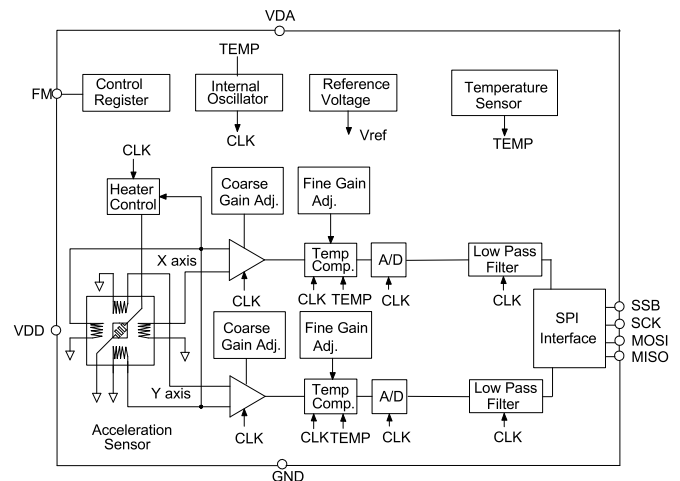 VDA
TEMP
FM
Control
Register
Internal
Oscillator
Reference
Voltage
Temperature
Sensor
CLK
Vref
TEMP
CLK
Heater
Control
Coarse
Gain Adj.
Fine Gain
Adj.
X axis
Temp
Comp.
A/D
Low Pass
Filter
CLK
CLK
TEMP
CLK
CLK
VDD
SPI
Interface
SSB
SCK
MOSI
MISO
Coarse
Gain Adj.
Fine Gain
Adj.
Y axis
Temp
Comp.
A/D
Low Pass
Filter
CLK
CLK
TEMP
CLK
CLK
Acceleration
Sensor
GND